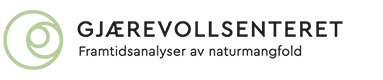 GJÆREVOLLSENTERET
Framtidsanalyser av naturmangfold